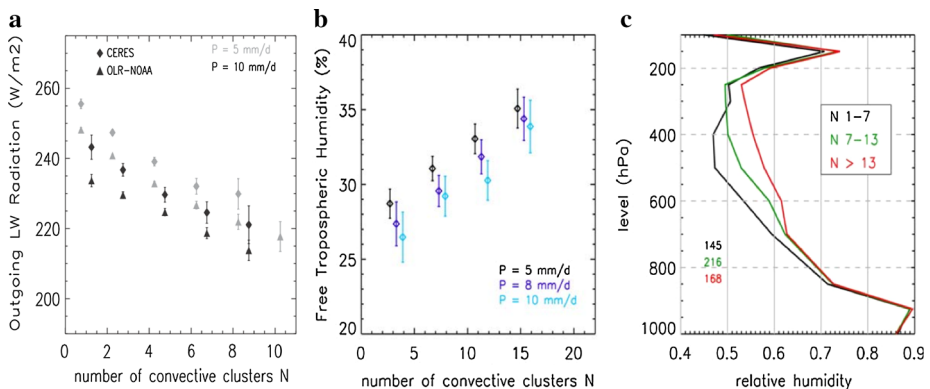 a
Outgoing LW Radiation (W/m2)
260
240
220
200
CERES
OLR-NOAA
P = 5 mm/d
P = 10 mm/d
0 2 4 6 8 10
number of convective clusters N
b
Free Tropospheric Humidity (%)
40
35
30
25
20
P = 5 mm/d
P = 8 mm/d
P = 10 mm/d
0 5 10 15 20
number of convective clusters N
c
level (hPa)
200
400
600
800
1000
N 1-7
N 7-13
N > 13
145
216
168
0.4 0.5 0.6 0.7 0.8 0.9
relative humidity